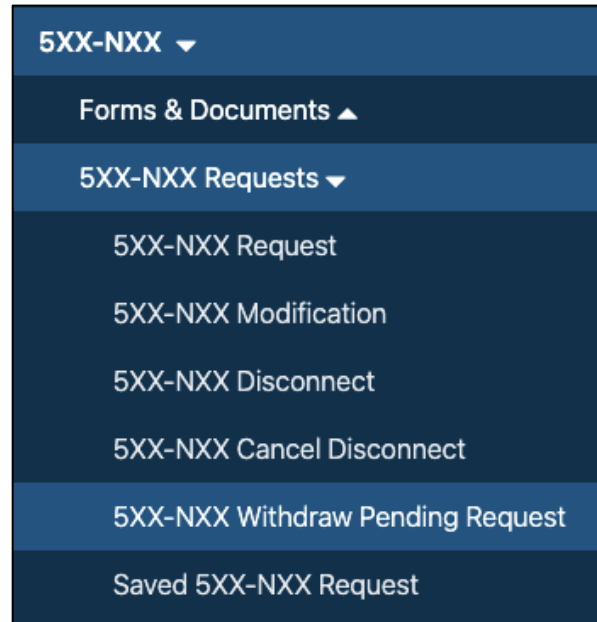 5XX-NXX
Forms & Documents
5XX-NXX Requests
5XX-NXX Request
5XX-NXX Modification
5XX-NXX Disconnect
5XX-NXX Cancel Disconnect
5XX-NXX Withdraw Pending Request
Saved 5XX-NXX Request